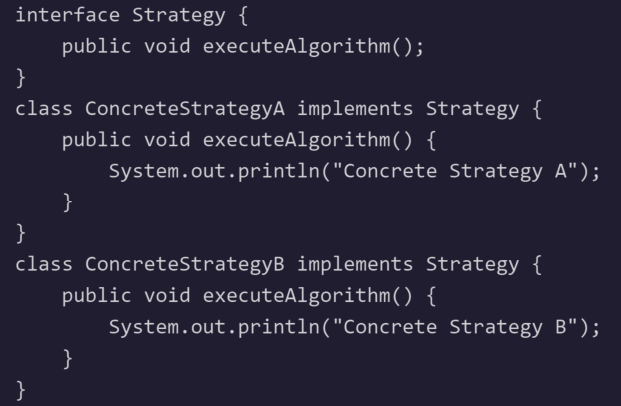 interface Strategy {
    public void executeAlgorithm();
}
class ConcreteStrategyA implements Strategy {
    public void executeAlgorithm() {
        System.out.println("Concrete Strategy A");
    }
}
class ConcreteStrategyB implements Strategy {
    public void executeAlgorithm() {
        System.out.println("Concrete Strategy B");
    }
}